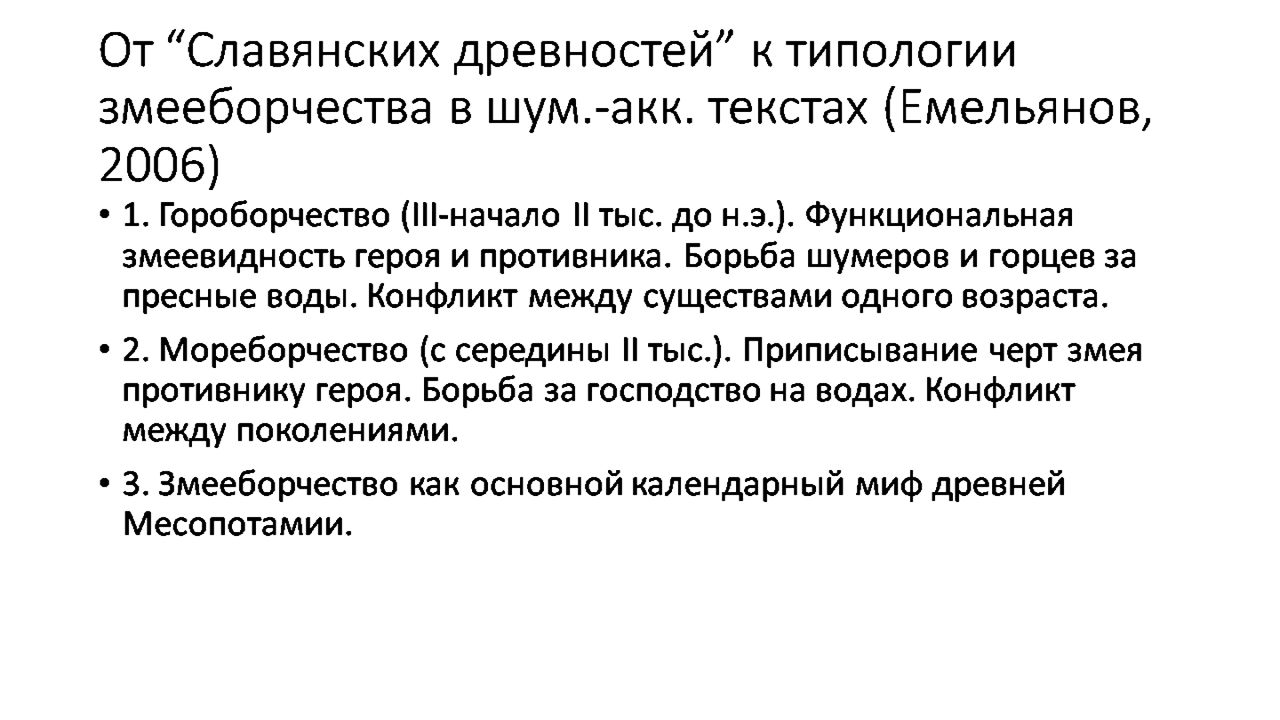 От “Славянских древностей” к типологии
змееборчества в шум.-акк. текстах (Емельянов,
2006)
• 1. Гороборчество (III-начало II тыс. до н.э.). Функциональная
змеевидность героя и противника. Борьба шумеров и горцев за
пресные воды. Конфликт между существами одного возраста.
• 2. Мореборчество (с середины II тыс.). Приписывание черт змея
противнику героя. Борьба за господство на водах. Конфликт
между поколениями.
• 3. Змееборчество как основной календарный миф древней
Месопотамии.